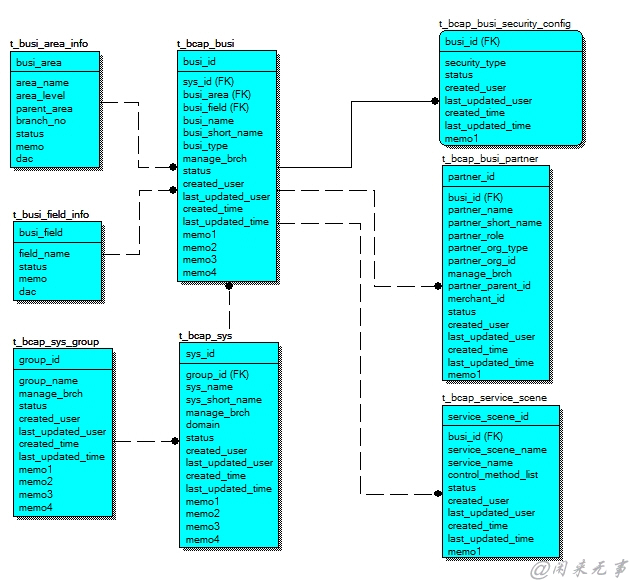 t_busi_area_info
busi_area
area_name
area_level
parent_area
branch_no
status
memo
dac
t_busi_field_info
busi_field
field_name
status
memo
dac
t_bcap_sys_group
group_id
group_name
manage_brch
status
created_user
last_updated_user
created_time
last_updated_time
memo1
memo2
memo3
memo4
t_bcap_busi
busi_id
sys_id (FK)
busi_area (FK)
busi_field (FK)
busi_name
busi_short_name
busi_type
manage_brch
status
created_user
last_updated_user
created_time
last_updated_time
memo1
memo2
memo3
memo4
t_bcap_sys
sys_id
group_id (FK)
sys_name
sys_short_name
manage_brch
domain
status
created_user
last_updated_user
created_time
last_updated_time
memo1
memo2
memo3
memo4
t_bcap_busi_security_config
busi_id (FK)
security_type
status
created_user
last_updated_user
created_time
last_updated_time
memo1
t_bcap_busi_partner
partner_id
busi_id (FK)
partner_name
partner_short_name
partner_role
partner_org_type
partner_org_id
manage_brch
partner_parent_id
merchant_id
status
created_user
last_updated_user
created_time
last_updated_time
memo1
t_bcap_service_scene
service_scene_id
busi_id (FK)
service_scene_name
service_name
control_method_list
status
created_user
last_updated_user
created_time
last_updated_time
memo1
@闲来无事